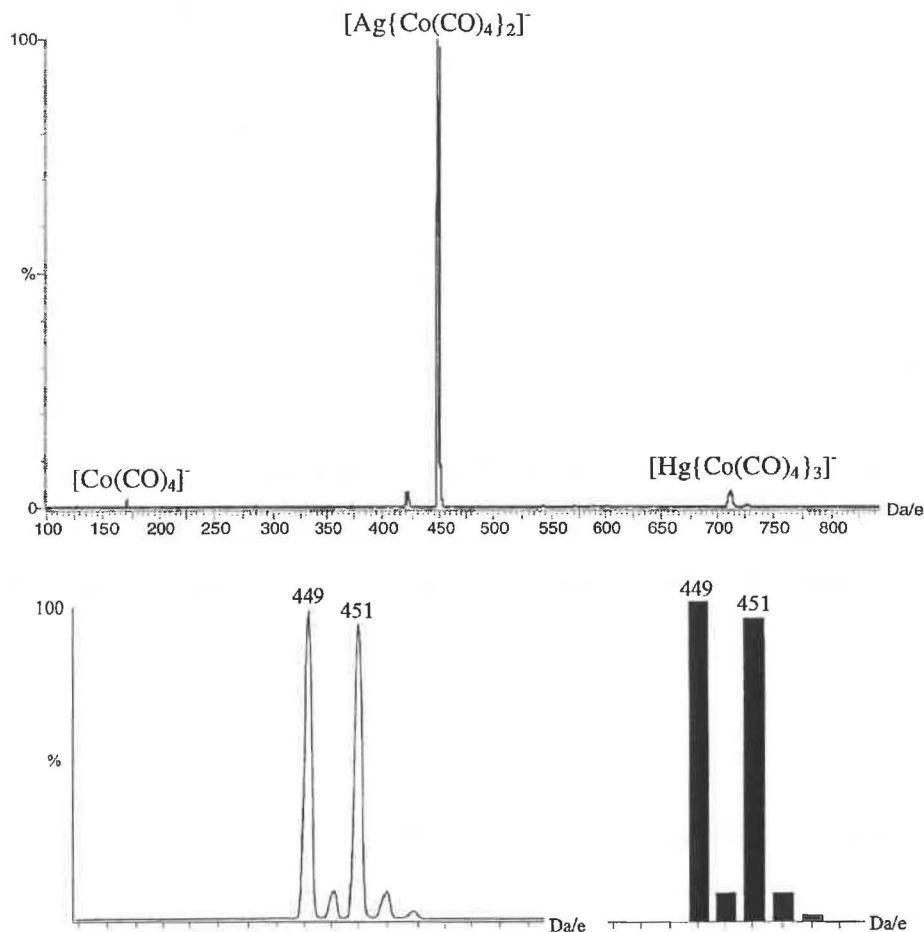 [Ag{Co(CO)₄}₂]⁻
100
%
[Co(CO)₄]⁻
[Hg{Co(CO)₄}₃]⁻
0
100 150 200 250 300 350 400 450 500 550 600 650 700 750 800 Da/e
449 449
100 451 451
%
Da/e Da/e